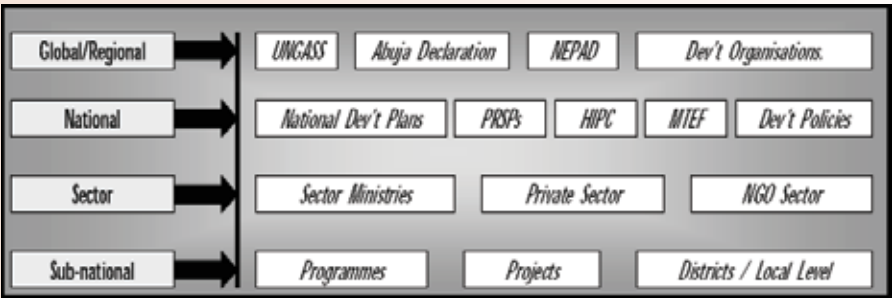 Global/Regional UNGASS Abuja Declaration NEPAD Dev't Organisations.
National National Dev't Plans PRSPs HIPC MTEF Dev't Policies
Sector Sector Ministries Private Sector NGO Sector
Sub-national Programmes Projects Districts / Local Level